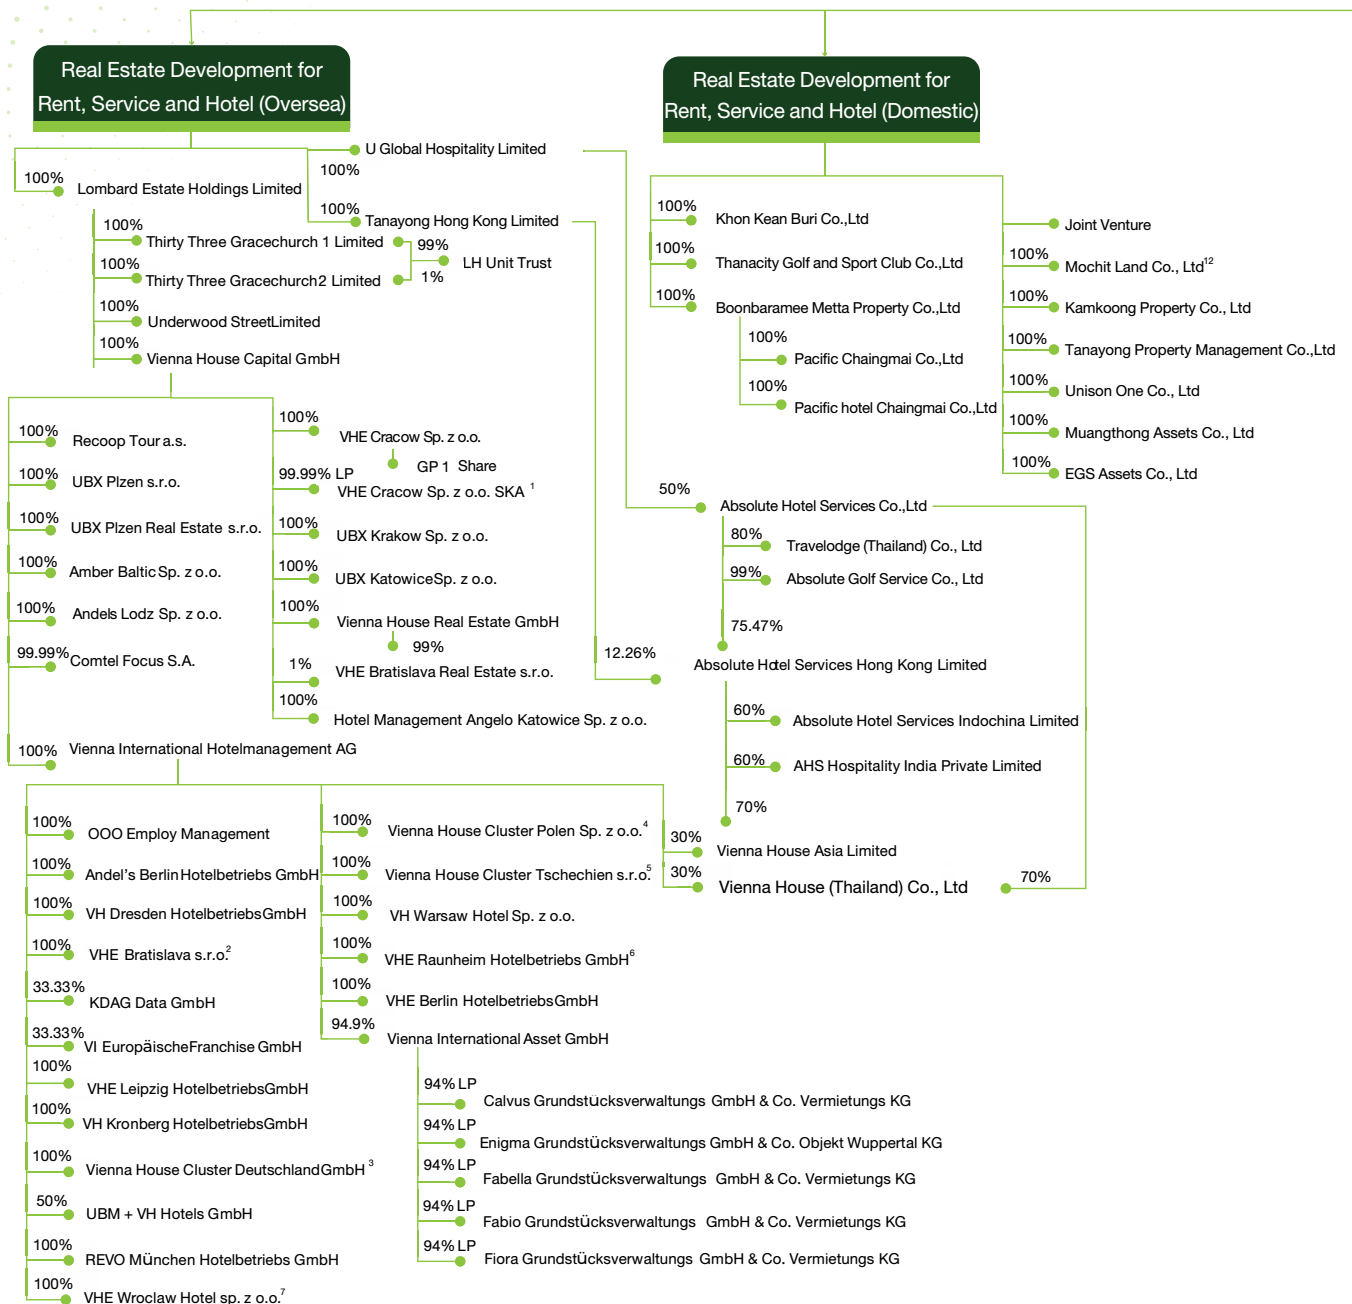 Real Estate Development for
Rent, Service and Hotel (Oversea)
100%
Lombard Estate Holdings Limited
U Global Hospitality Limited
100%
100%
Tanayong Hong Kong Limited
100%
Thirty Three Gracechurch 1 Limited
99%
LH Unit Trust
100%
Thirty Three Gracechurch2 Limited
1%
100%
Underwood StreetLimited
100%
Vienna House Capital GmbH
100%
Recoop Tour a.s.
100%
UBX Plzen s.r.o.
100%
UBX Plzen Real Estate s.r.o.
100%
Amber Baltic Sp. z o.o.
100%
Andels Lodz Sp. z o.o.
99.99%
Comtel Focus S.A.
100%
Vienna International Hotelmanagement AG
100%
VHE Cracow Sp. z o.o.
GP 1 Share
99.99% LP
VHE Cracow Sp. z o.o. SKA 1
100%
UBX Krakow Sp. z o.o.
100%
UBX KatowiceSp. z o.o.
100%
Vienna House Real Estate GmbH
99%
1%
VHE Bratislava Real Estate s.r.o.
100%
Hotel Management Angelo Katowice Sp. z o.o.
100%
OOO Employ Management
100%
Andel's Berlin Hotelbetriebs GmbH
100%
VH Dresden HotelbetriebsGmbH
100%
VHE Bratislava s.r.o.2
33.33%
KDAG Data GmbH
33.33%
VI EuropäischeFranchise GmbH
100%
VHE Leipzig HotelbetriebsGmbH
100%
VH Kronberg HotelbetriebsGmbH
100%
Vienna House Cluster DeutschlandGmbH 3
50%
UBM + VH Hotels GmbH
100%
REVO München Hotelbetriebs GmbH
100%
VHE Wroclaw Hotel sp. z o.o.7
100%
Vienna House Cluster Polen Sp. z o.o.4
100%
Vienna House Cluster Tschechien s.r.o.5
100%
VH Warsaw Hotel Sp. z o.o.
100%
VHE Raunheim Hotelbetriebs GmbH6
100%
VHE Berlin HotelbetriebsGmbH
94.9%
Vienna International Asset GmbH
94% LP
Calvus Grundstücksverwaltungs GmbH & Co. Vermietungs KG
94% LP
Enigma Grundstücksverwaltungs GmbH & Co. Objekt Wuppertal KG
94% LP
Fabella Grundstücksverwaltungs GmbH & Co. Vermietungs KG
94% LP
Fabio Grundstücksverwaltungs GmbH & Co. Vermietungs KG
94% LP
Fiora Grundstücksverwaltungs GmbH & Co. Vermietungs KG
Real Estate Development for
Rent, Service and Hotel (Domestic)
100%
Khon Kean Buri Co.,Ltd
100%
Thanacity Golf and Sport Club Co.,Ltd
100%
Boonbaramee Metta Property Co.,Ltd
100%
Pacific Chaingmai Co.,Ltd
100%
Pacific hotel Chaingmai Co.,Ltd
Joint Venture
100%
Mochit Land Co., Ltd12
100%
Kamkoong Property Co., Ltd
100%
Tanayong Property Management Co.,Ltd
100%
Unison One Co., Ltd
100%
Muangthong Assets Co., Ltd
100%
EGS Assets Co., Ltd
50%
Absolute Hotel Services Co.,Ltd
80%
Travelodge (Thailand) Co., Ltd
99%
Absolute Golf Service Co., Ltd
75.47%
12.26%
Absolute Hotel Services Hong Kong Limited
60%
Absolute Hotel Services Indochina Limited
60%
AHS Hospitality India Private Limited
70%
30%
Vienna House Asia Limited
30%
Vienna House (Thailand) Co., Ltd
70%